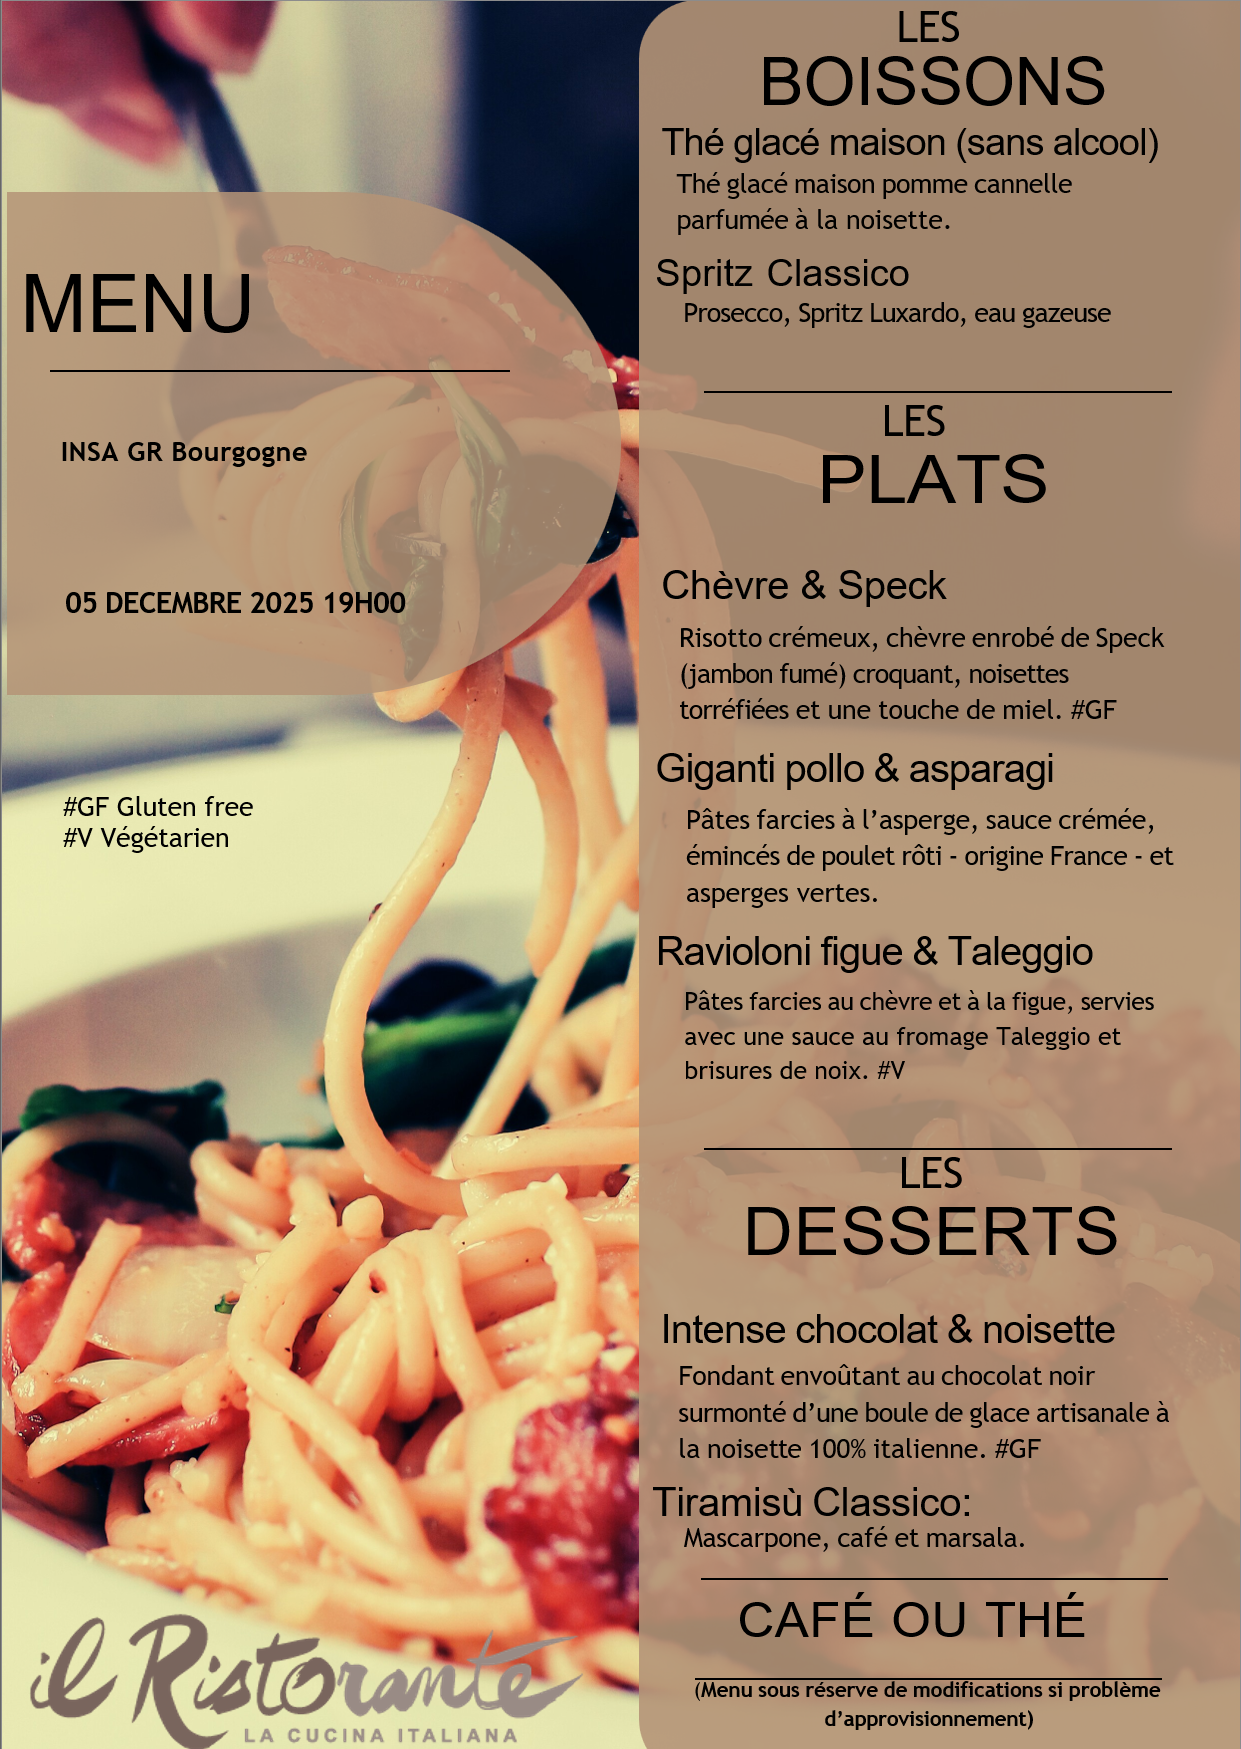 MENU
INSA GR Bourgogne
05 DECEMBRE 2025 19H00
#GF Gluten free
#V Végétarien
il Ristorante
LA CUCINA ITALIANA
LES
BOISSONS
Thé glacé maison (sans alcool)
Thé glacé maison pomme cannelle
parfumée à la noisette.
Spritz Classico
Prosecco, Spritz Luxardo, eau gazeuse
LES
PLATS
Chèvre & Speck
Risotto crémeux, chèvre enrobé de Speck
(jambon fumé) croquant, noisettes
torréfiées et une touche de miel. #GF
Giganti pollo & asparagi
Pâtes farcies à l’asperge, sauce crémée,
émincés de poulet rôti - origine France - et
asperges vertes.
Ravioloni figue & Taleggio
Pâtes farcies au chèvre et à la figue, servies
avec une sauce au fromage Taleggio et
brisures de noix. #V
LES
DESSERTS
Intense chocolat & noisette
Fondant envoûtant au chocolat noir
surmonté d’une boule de glace artisanale à
la noisette 100% italienne. #GF
Tiramisù Classico:
Mascarpone, café et marsala.
CAFÉ OU THÉ
(Menu sous réserve de modifications si problème
d’approvisionnement)